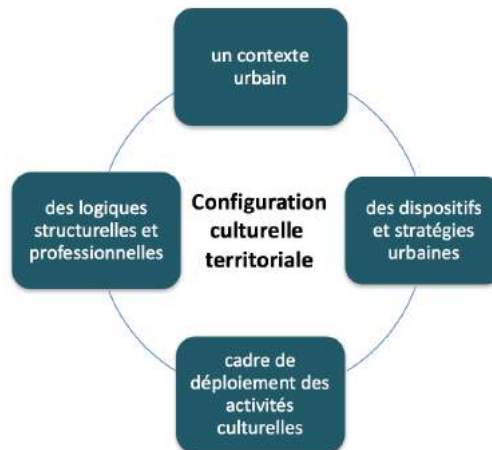 un contexte
urbain
des logiques
structurelles et
professionnelles
Configuration
culturelle
territoriale
des dispositifs
et stratégies
urbaines
cadre de
déploiement des
activités
culturelles